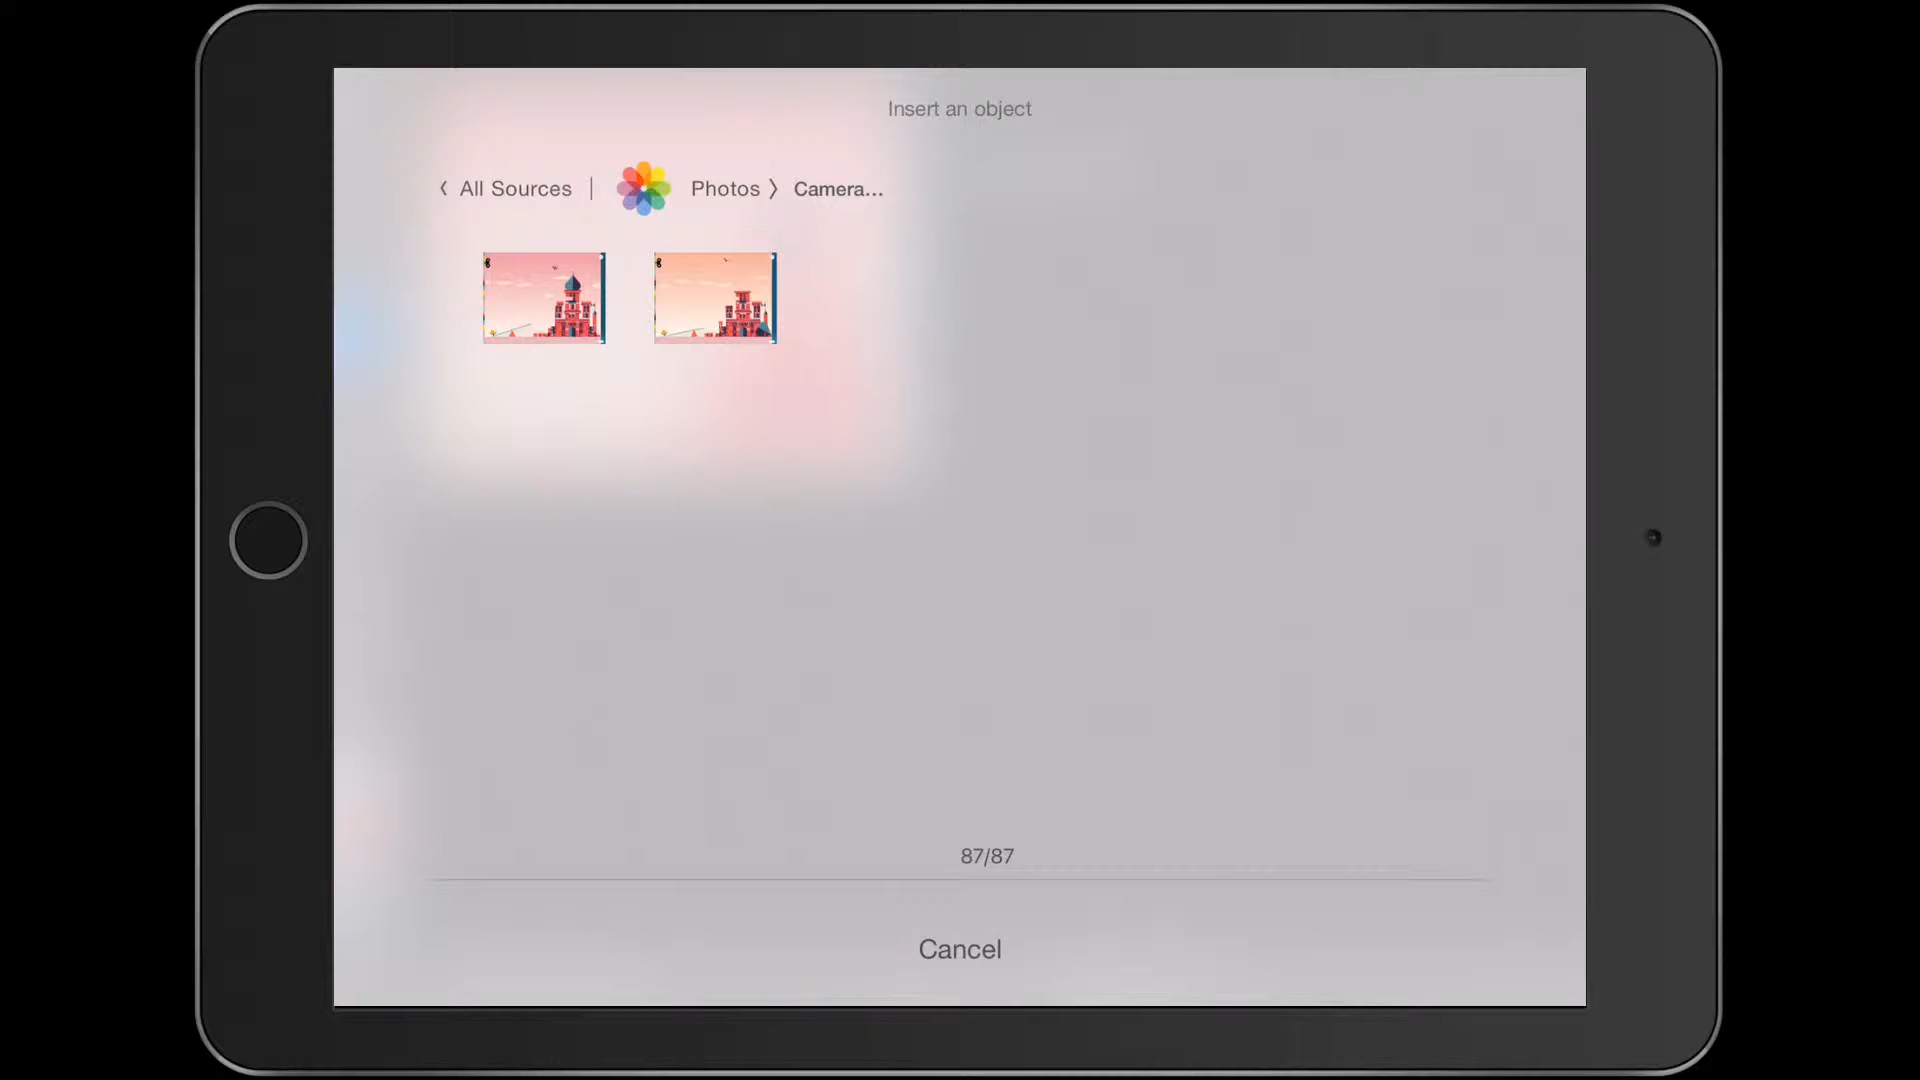 Insert an object
‹ All Sources | Photos › Camera...
87/87
Cancel